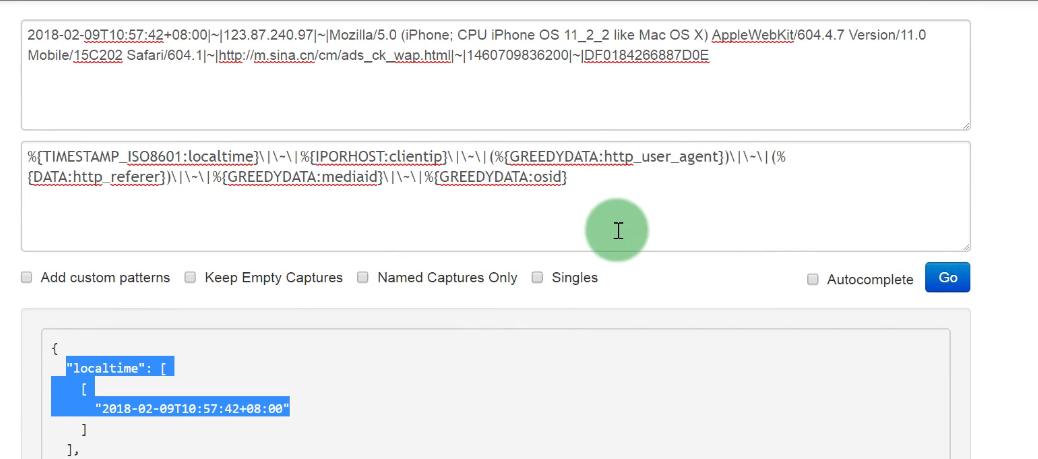 2018-02-09T10:57:42+08:00|~|123.87.240.97|~|Mozilla/5.0 (iPhone; CPU iPhone OS 11_2_2 like Mac OS X) AppleWebKit/604.4.7 Version/11.0
Mobile/15C202 Safari/604.1|~|http://m.sina.cn/cm/ads_ck_wap.html|~|1460709836200|~|DF0184266887D0E
%{TIMESTAMP_ISO8601:localtime}\|\~\|%{IPORHOST:clientip}\|\~\|(%{GREEDYDATA:http_user_agent})\|\~\|(%
{DATA:http_referer})\|\~\|%{GREEDYDATA:mediaid}\|\~\|%{GREEDYDATA:osid}
Add custom patterns Keep Empty Captures Named Captures Only Singles Autocomplete Go
{
"localtime": [
[
"2018-02-09T10:57:42+08:00"
]
],